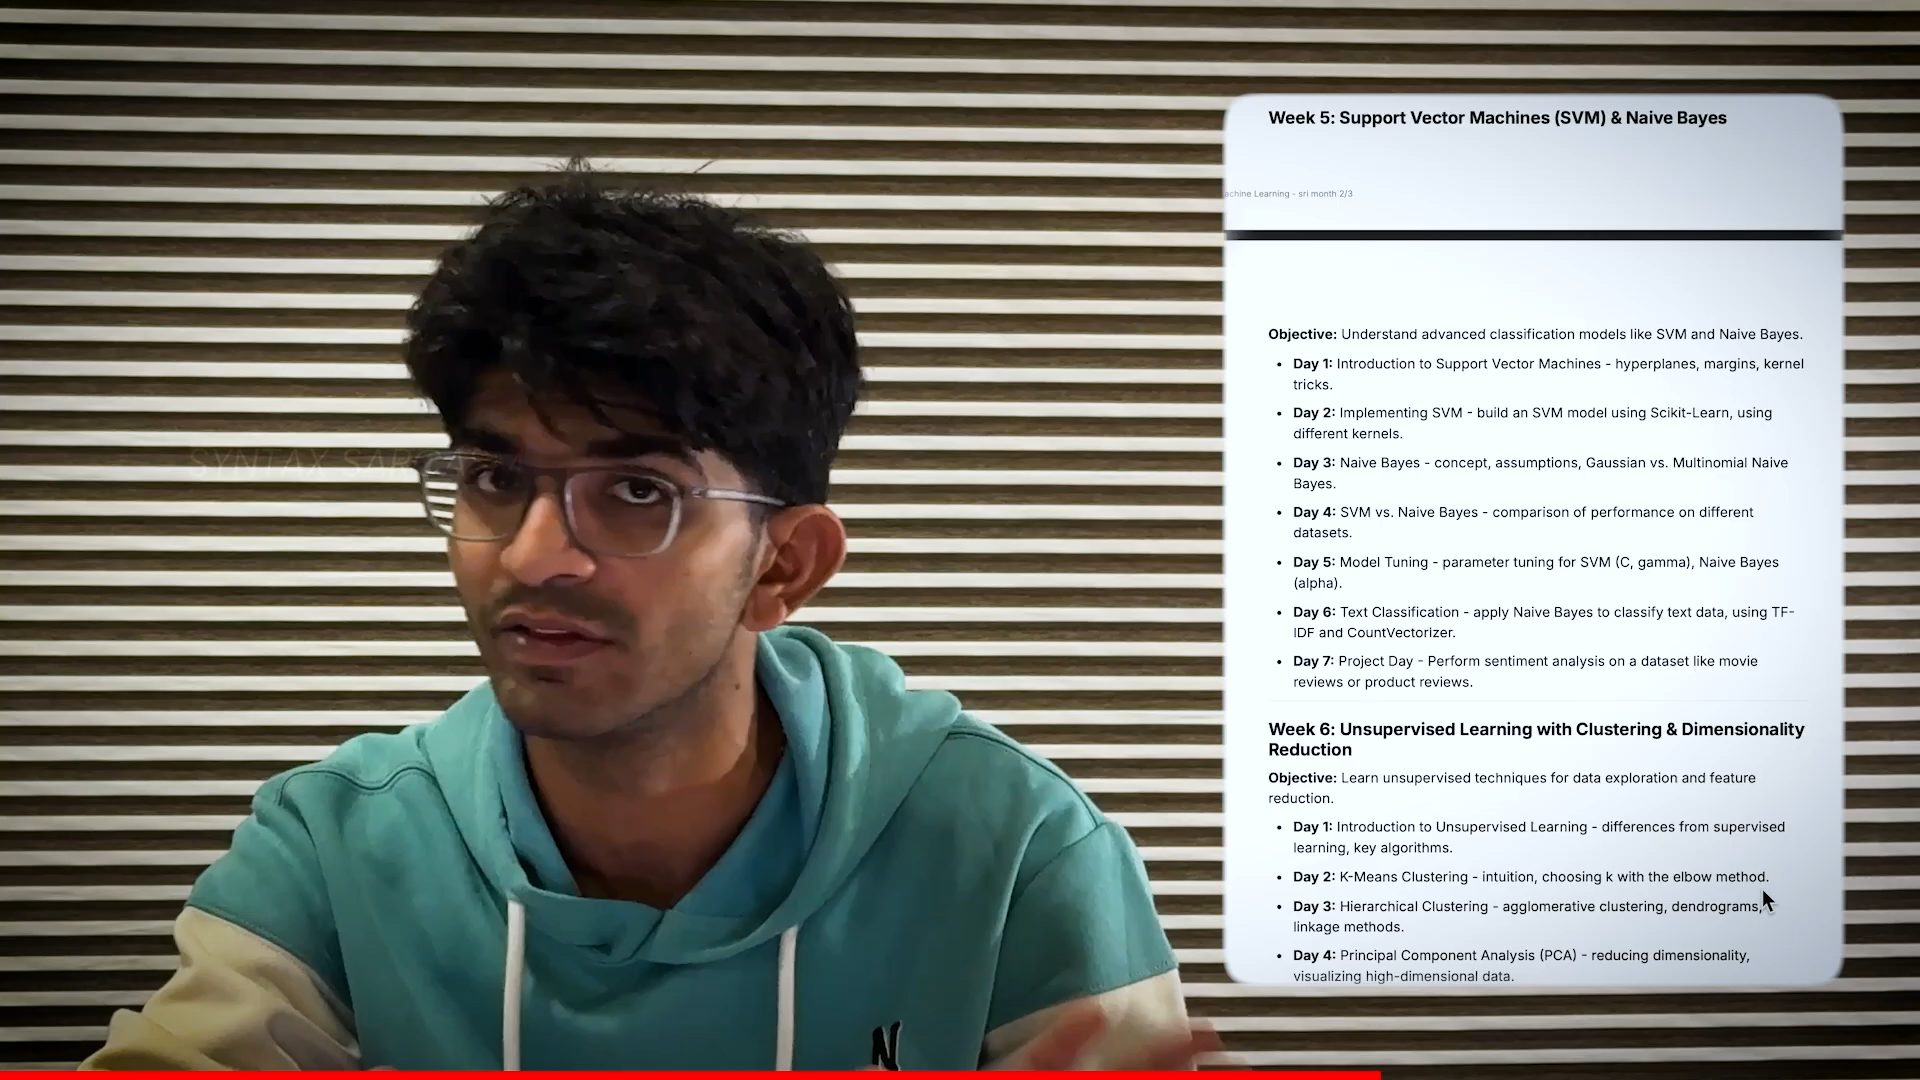 Week 5: Support Vector Machines (SVM) & Naive Bayes
achine Learning - sri month 2/3
Objective: Understand advanced classification models like SVM and Naive Bayes.
• Day 1: Introduction to Support Vector Machines - hyperplanes, margins, kernel
tricks.
• Day 2: Implementing SVM - build an SVM model using Scikit-Learn, using
different kernels.
• Day 3: Naive Bayes - concept, assumptions, Gaussian vs. Multinomial Naive
Bayes.
• Day 4: SVM vs. Naive Bayes - comparison of performance on different
datasets.
• Day 5: Model Tuning - parameter tuning for SVM (C, gamma), Naive Bayes
(alpha).
• Day 6: Text Classification - apply Naive Bayes to classify text data, using TF-
IDF and CountVectorizer.
• Day 7: Project Day - Perform sentiment analysis on a dataset like movie
reviews or product reviews.
Week 6: Unsupervised Learning with Clustering & Dimensionality
Reduction
Objective: Learn unsupervised techniques for data exploration and feature
reduction.
• Day 1: Introduction to Unsupervised Learning - differences from supervised
learning, key algorithms.
• Day 2: K-Means Clustering - intuition, choosing k with the elbow method.
• Day 3: Hierarchical Clustering - agglomerative clustering, dendrograms,
linkage methods.
• Day 4: Principal Component Analysis (PCA) - reducing dimensionality,
visualizing high-dimensional data.
SYNTAX
N